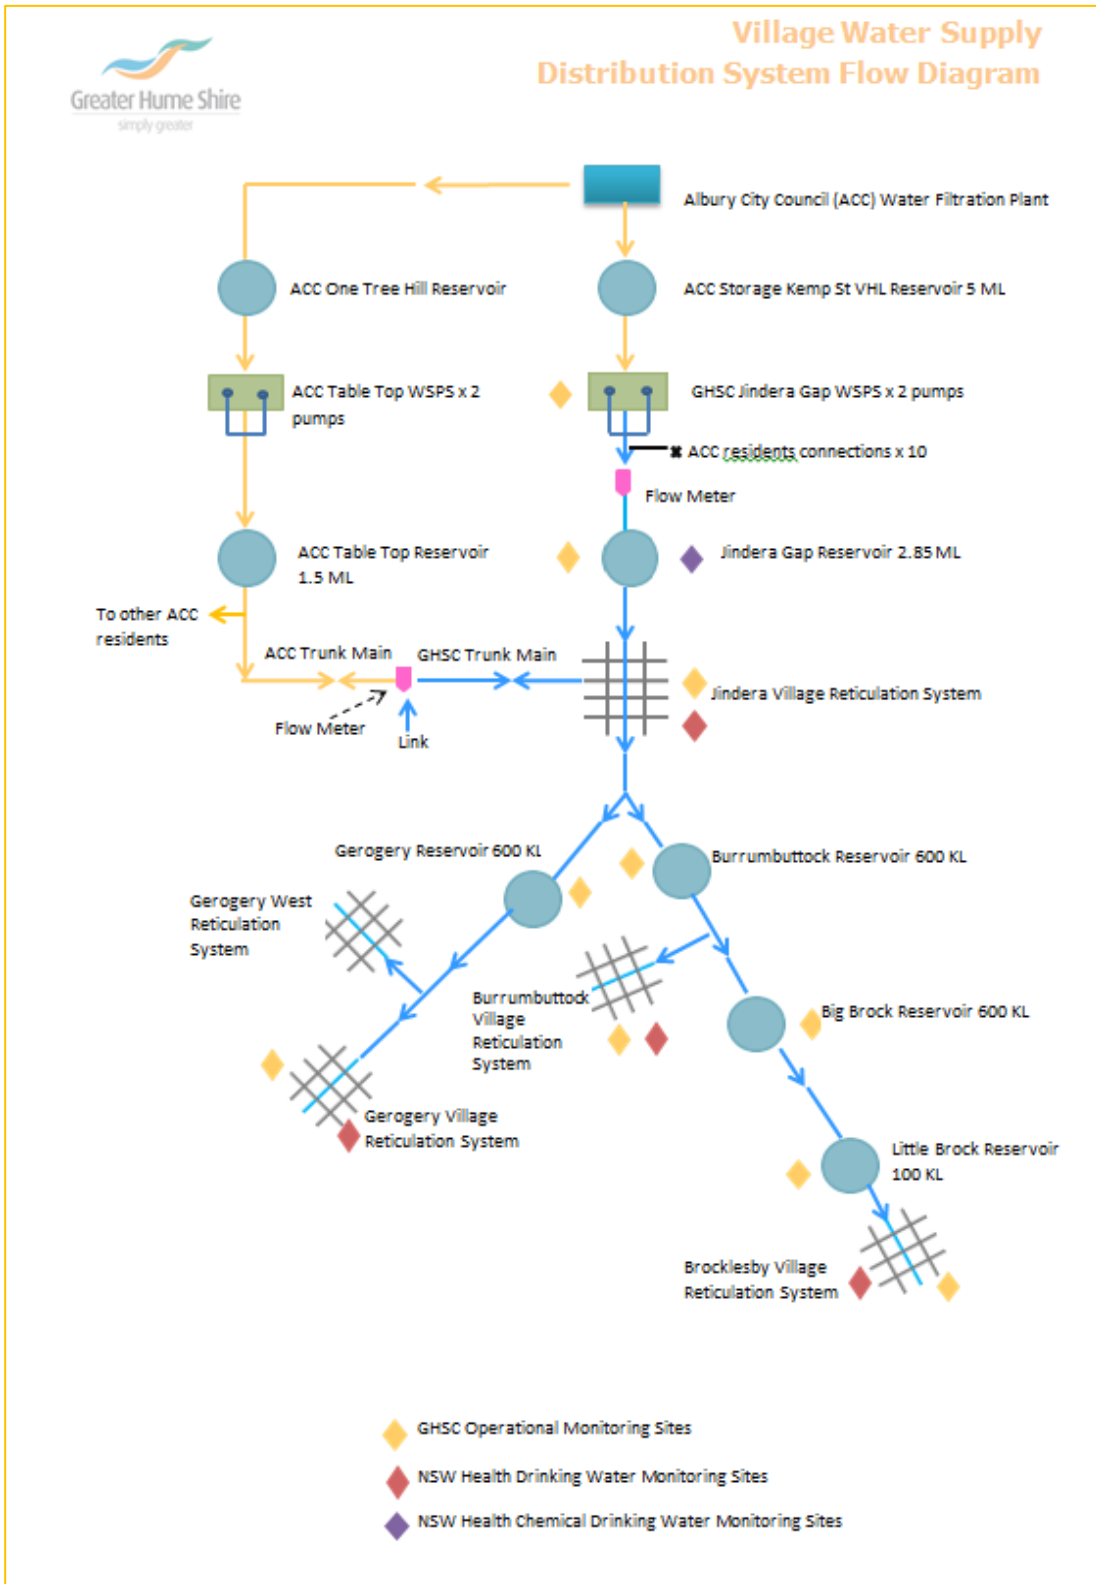 Village Water Supply
Distribution System Flow Diagram
Greater Hume Shire
simply greater
Albury City Council (ACC) Water Filtration Plant
ACC One Tree Hill Reservoir
ACC Storage Kemp St VHL Reservoir 5 ML
ACC Table Top WSPS x 2
pumps
GHSC Jindera Gap WSPS x 2 pumps
ACC residents connections x 10
Flow Meter
ACC Table Top Reservoir
1.5 ML
Jindera Gap Reservoir 2.85 ML
To other ACC
residents
ACC Trunk Main
GHSC Trunk Main
Jindera Village Reticulation System
Flow Meter
Link
Gerogery Reservoir 600 KL
Burrumbuttock Reservoir 600 KL
Gerogery West
Reticulation
System
Burrumbuttock
Village
Reticulation
System
Big Brock Reservoir 600 KL
Gerogery Village
Reticulation System
Little Brock Reservoir
100 KL
Brocklesby Village
Reticulation System
GHSC Operational Monitoring Sites
NSW Health Drinking Water Monitoring Sites
NSW Health Chemical Drinking Water Monitoring Sites